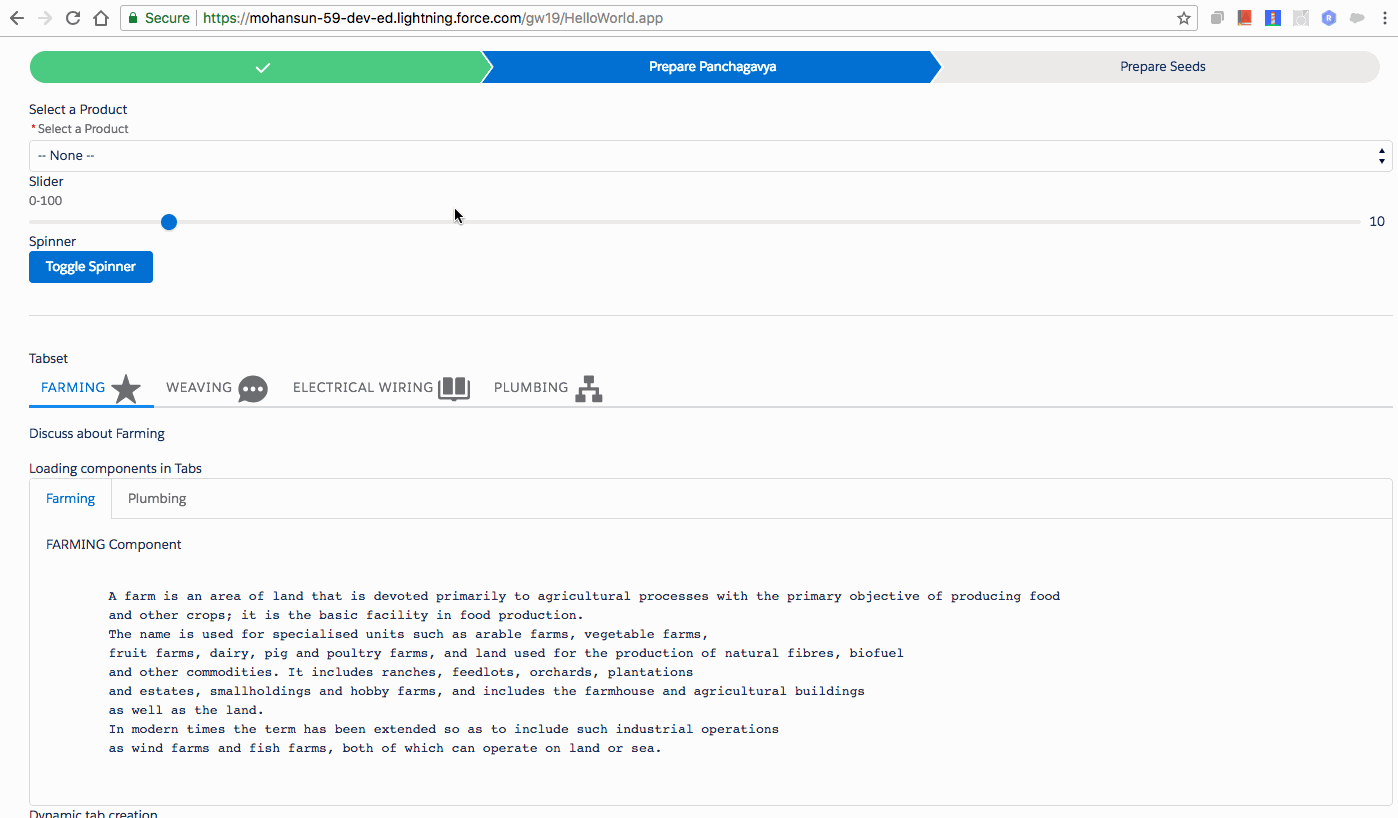 Secure https://mohansun-59-dev-ed.lightning.force.com/gw19/HelloWorld.app
Prepare Panchagavya Prepare Seeds
Select a Product
*Select a Product
-- None --
Slider
0-100
10
Spinner
Toggle Spinner
Tabset
FARMING WEAVING ELECTRICAL WIRING PLUMBING
Discuss about Farming
Loading components in Tabs
Farming Plumbing
FARMING Component
A farm is an area of land that is devoted primarily to agricultural processes with the primary objective of producing food
and other crops; it is the basic facility in food production.
The name is used for specialised units such as arable farms, vegetable farms,
fruit farms, dairy, pig and poultry farms, and land used for the production of natural fibres, biofuel
and other commodities. It includes ranches, feedlots, orchards, plantations
and estates, smallholdings and hobby farms, and includes the farmhouse and agricultural buildings
as well as the land.
In modern times the term has been extended so as to include such industrial operations
as wind farms and fish farms, both of which can operate on land or sea.
Dynamic tab creation